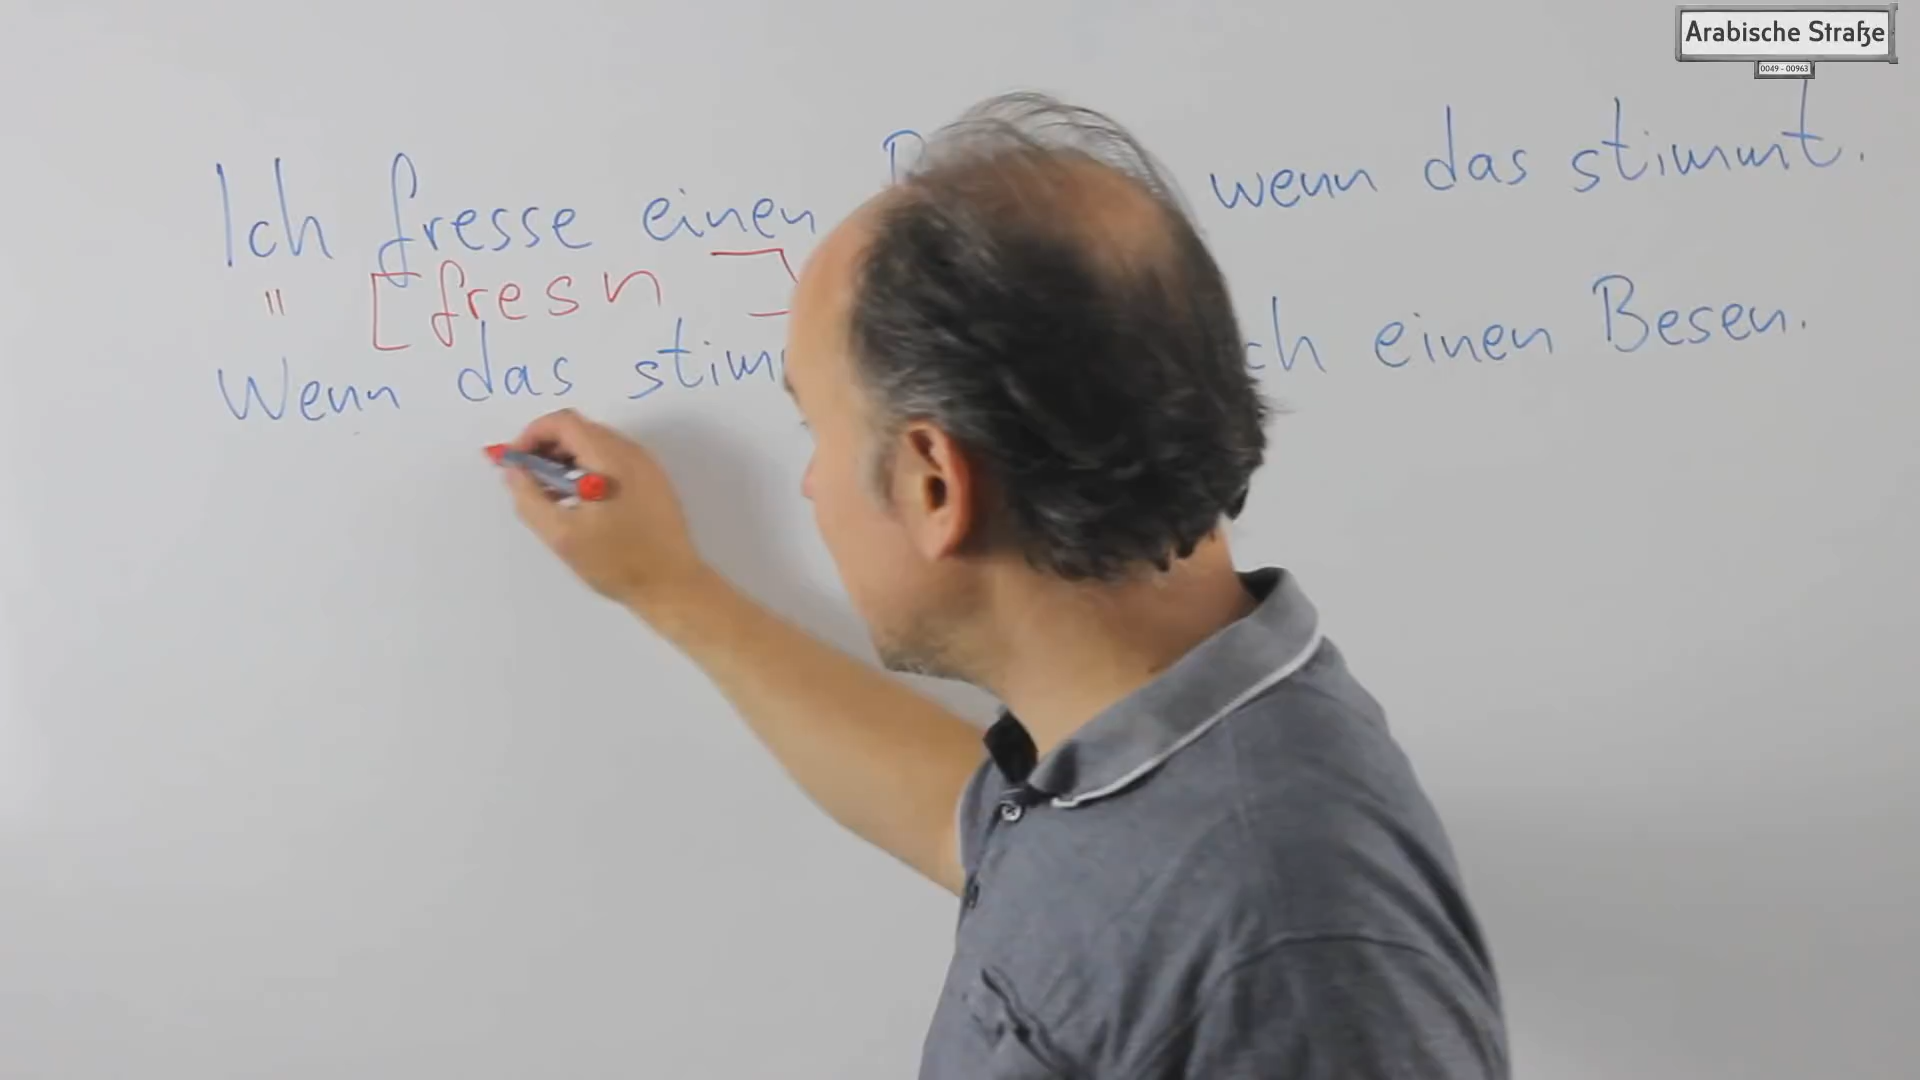 Arabische Straße
0049 - 00963
Ich fresse einen wenn das stimmt.
" [fresn ]
Wenn das stim ch einen Besen.